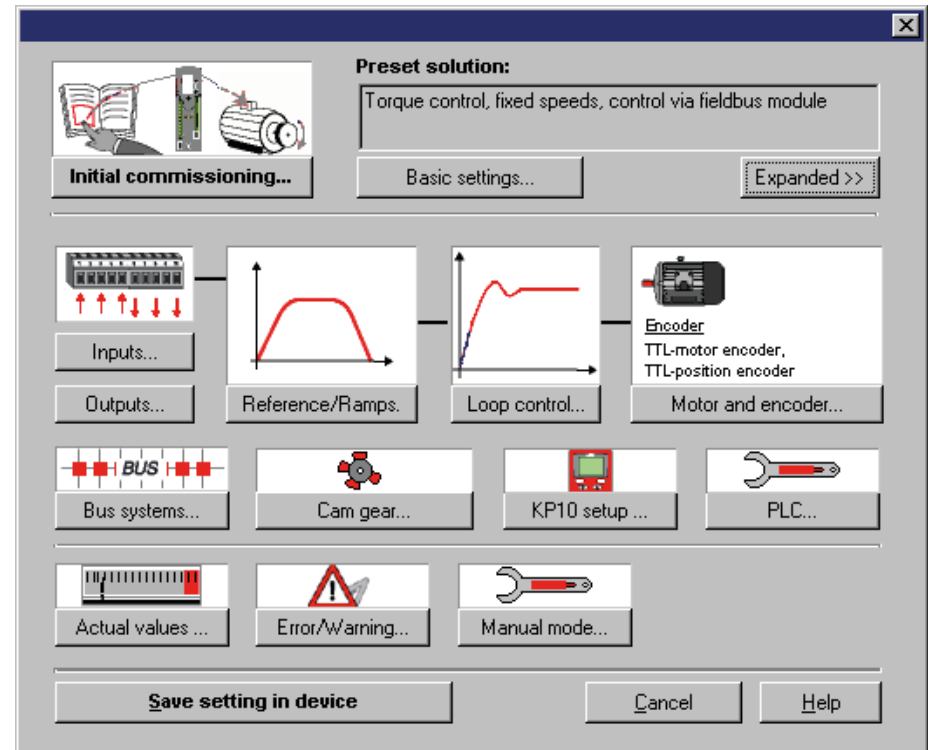 Preset solution:
Torque control, fixed speeds, control via fieldbus module
Initial commissioning...
Basic settings...
Expanded >>
Encoder
TTL-motor encoder,
TTL-position encoder
Inputs...
Outputs...
Reference/Ramps.
Loop control...
Motor and encoder...
BUS
Bus systems...
Cam gear...
KP10 setup ...
PLC...
Actual values ...
Error/Warning...
Manual mode...
Save setting in device
Cancel
Help